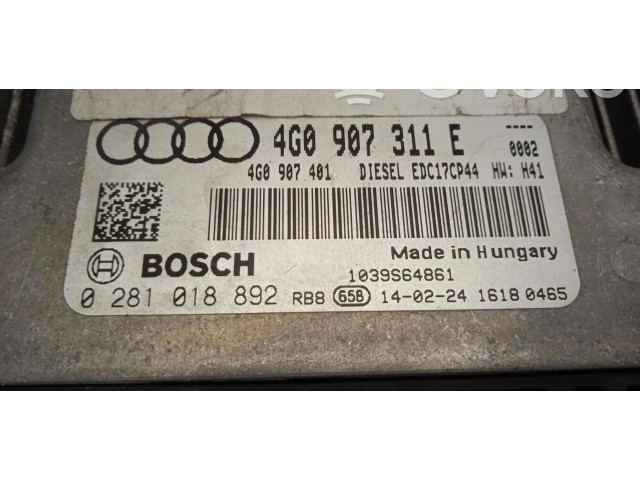 4G0 907 311 E ----
0002
4G0 907 401 DIESEL EDC17CP44 HW: H41
Made in Hungary
BOSCH 1039S64861
0 281 018 892 RB8 658 14-02-24 1618 0465